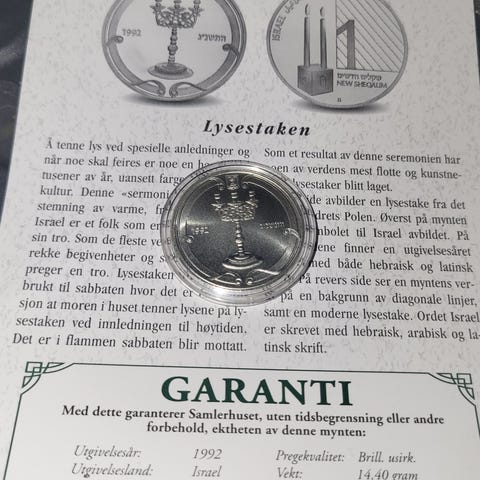 1992
התשנ"ג
ISRAEL
1
שקלים חדשים
NEW SHEQALIM
Lysestaken
Å tenne lys ved spesielle anledninger og
når noe skal feires er noe en
tusener av år, uansett
kultur. Denne «sermoni
stemning av varme,
Israel er et folk som er
sin tro. Som de fleste
rekke begivenheter og
preger en tro. Lysestaken
brukt til sabbaten hvor det er
sjon at moren i huset tenner lysene på ly-
sestaken ved innledningen til høytiden.
Det er i flammen sabbaten blir mottatt.
Som et resultat av denne seremonien har
en av verdens mest flotte og kunstne-
lysestaker blitt laget.
avbilder en lysestake fra det
Polen. Øverst på mynten
til Israel avbildet. På
finner en utgivelsesåret
med både hebraisk og latinsk
På revers side ser en myntens ver-
på en bakgrunn av diagonale linjer,
samt en moderne lysestake. Ordet Israel
er skrevet med hebraisk, arabisk og la-
tinsk skrift.
1992
התשנ"ג
GARANTI
Med dette garanterer Samlerhuset, uten tidsbegrensning eller andre
forbehold, ektheten av denne mynten:
Utgivelsesår: 1992 Pregekvalitet: Brill. usirk.
Utgivelsesland: Israel Vekt: 14,40 gram